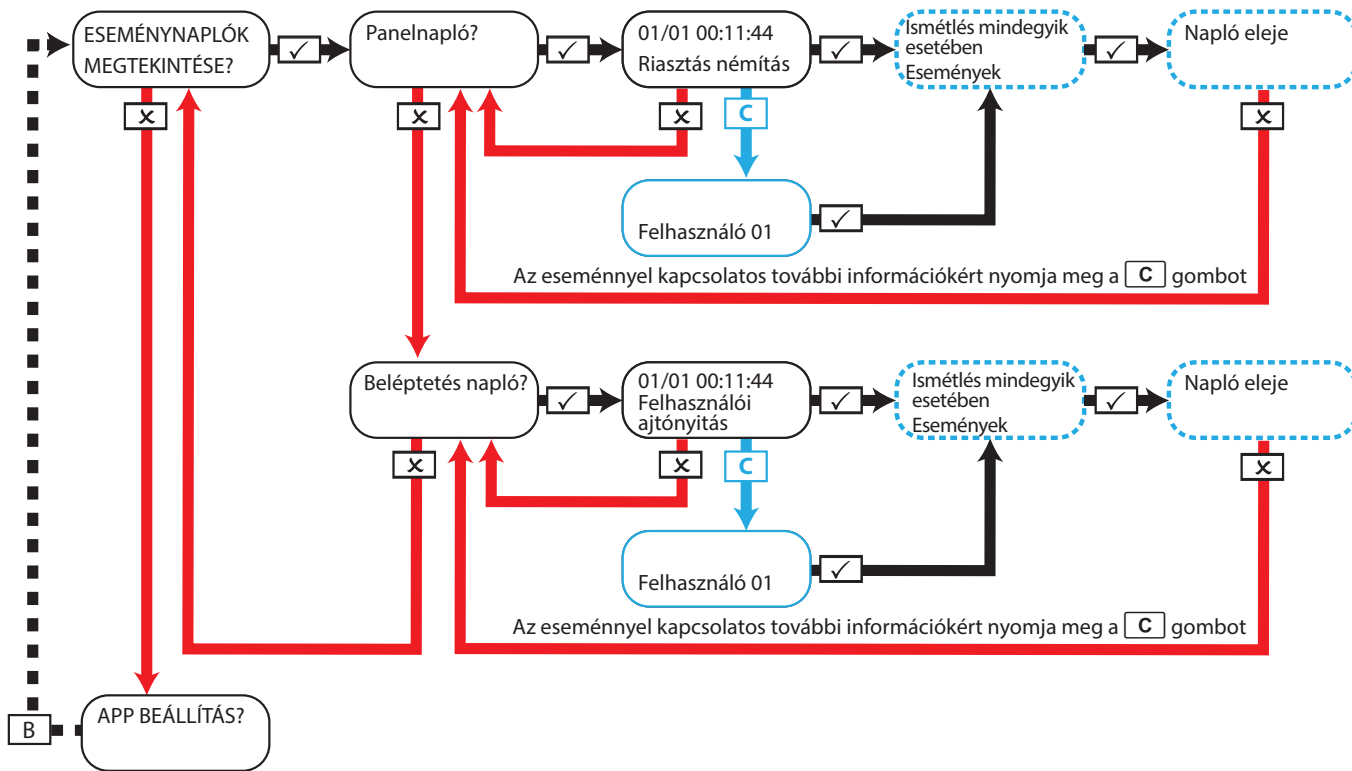 ESEMÉNYNAPLÓK
MEGTEKINTÉSE?
Panelnapló?
01/01 00:11:44
Riasztás némítás
Ismétlés mindegyik
esetében
Események
Napló eleje
C
Felhasználó 01
Az eseménnyel kapcsolatos további információkért nyomja meg a C gombot
Beléptetés napló?
01/01 00:11:44
Felhasználói
ajtónyitás
Ismétlés mindegyik
esetében
Események
Napló eleje
C
Felhasználó 01
Az eseménnyel kapcsolatos további információkért nyomja meg a C gombot
APP BEÁLLÍTÁS?
B